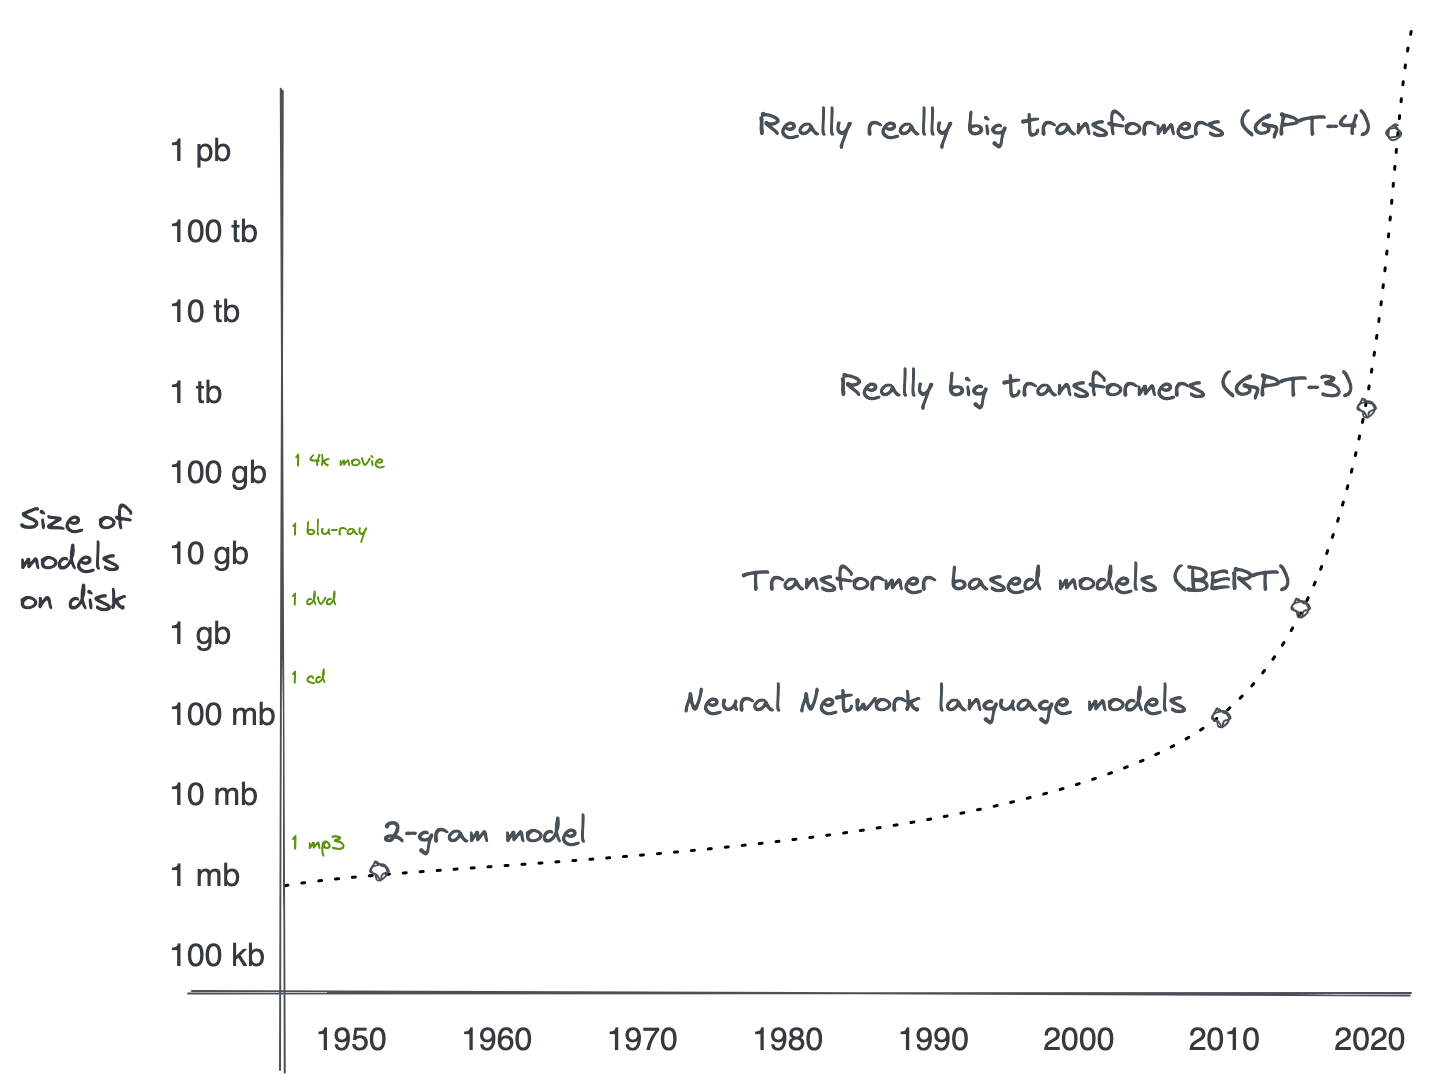 Really really big transformers (GPT-4)
1 pb
100 tb
10 tb
1 tb
Really big transformers (GPT-3)
1 4k movie
100 gb
Size of
models
on disk
1 blu-ray
10 gb
Transformer based models (BERT)
1 dvd
1 gb
1 cd
Neural Network language models
100 mb
10 mb
2-gram model
1 mp3
1 mb
100 kb
1950 1960 1970 1980 1990 2000 2010 2020